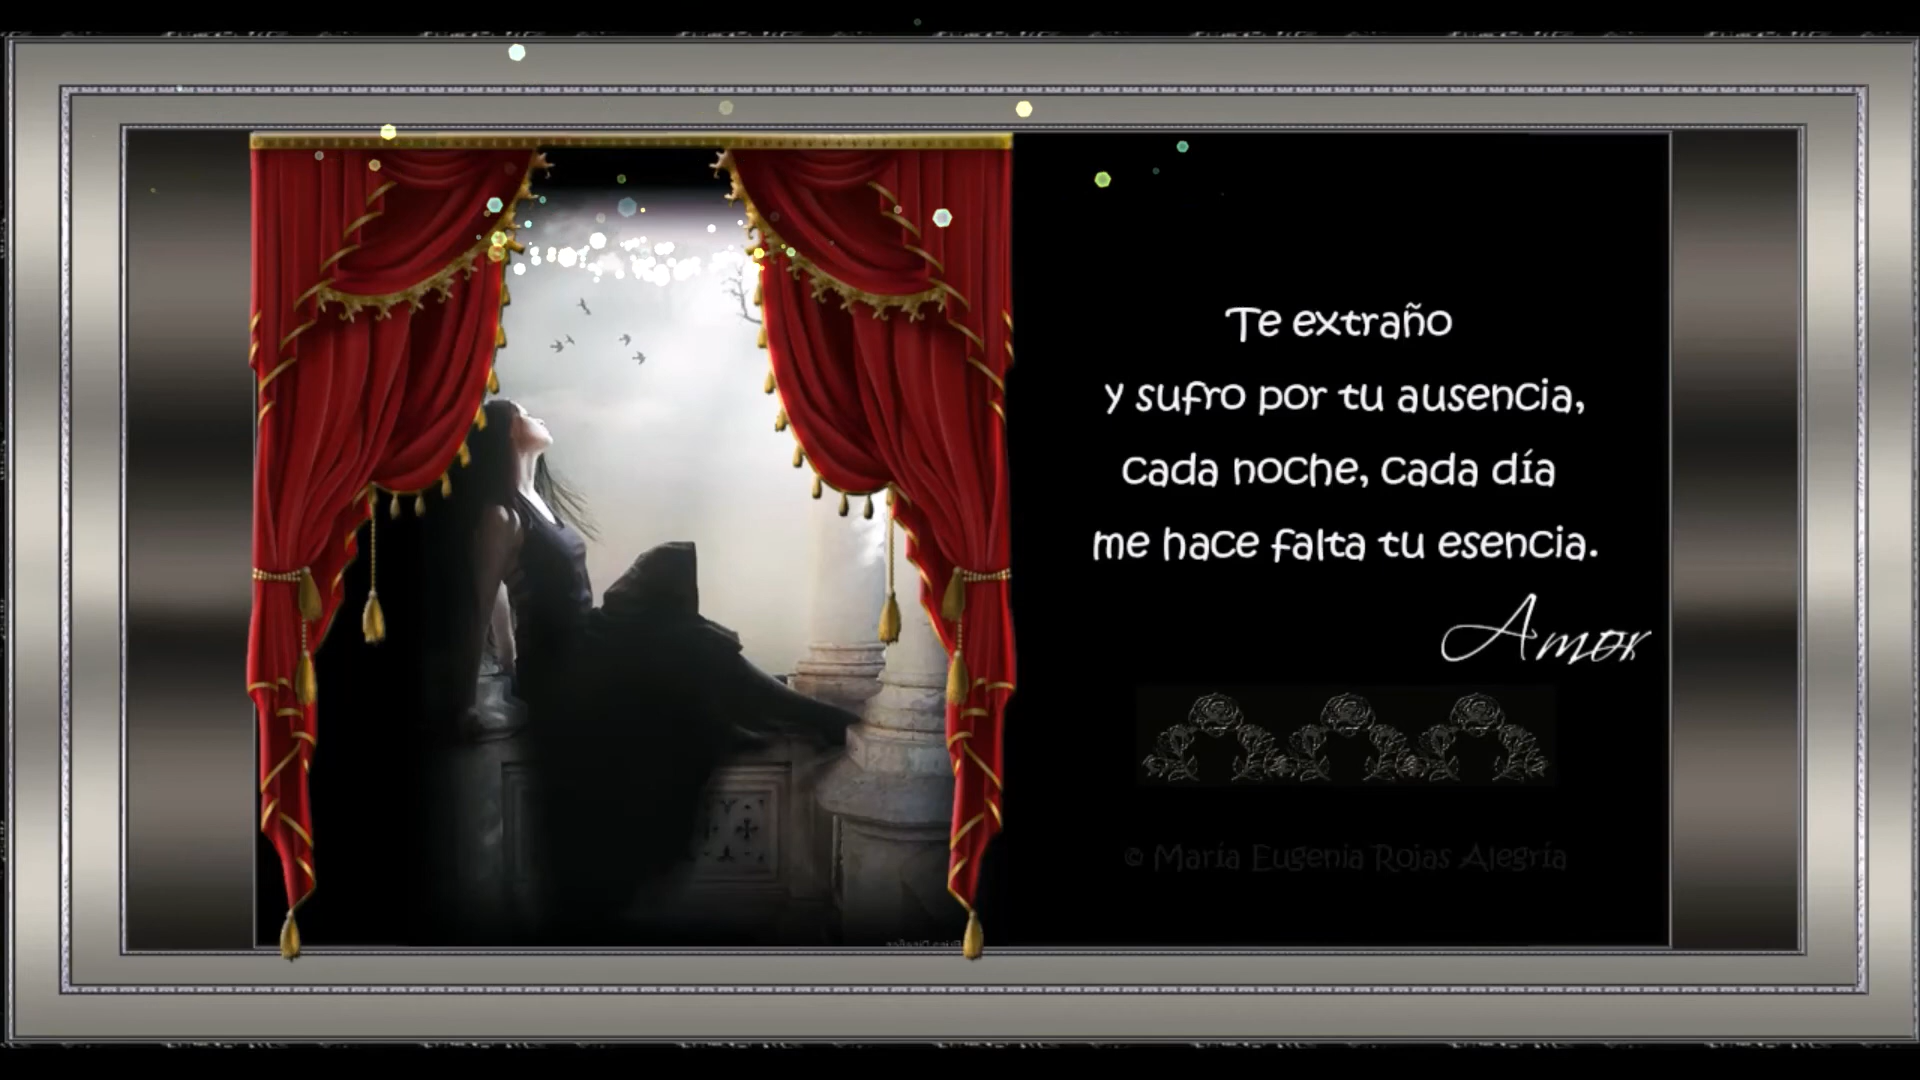 Te extraño
y sufro por tu ausencia,
cada noche, cada día
me hace falta tu esencia.
Amor
© María Eugenia Rojas Alegría